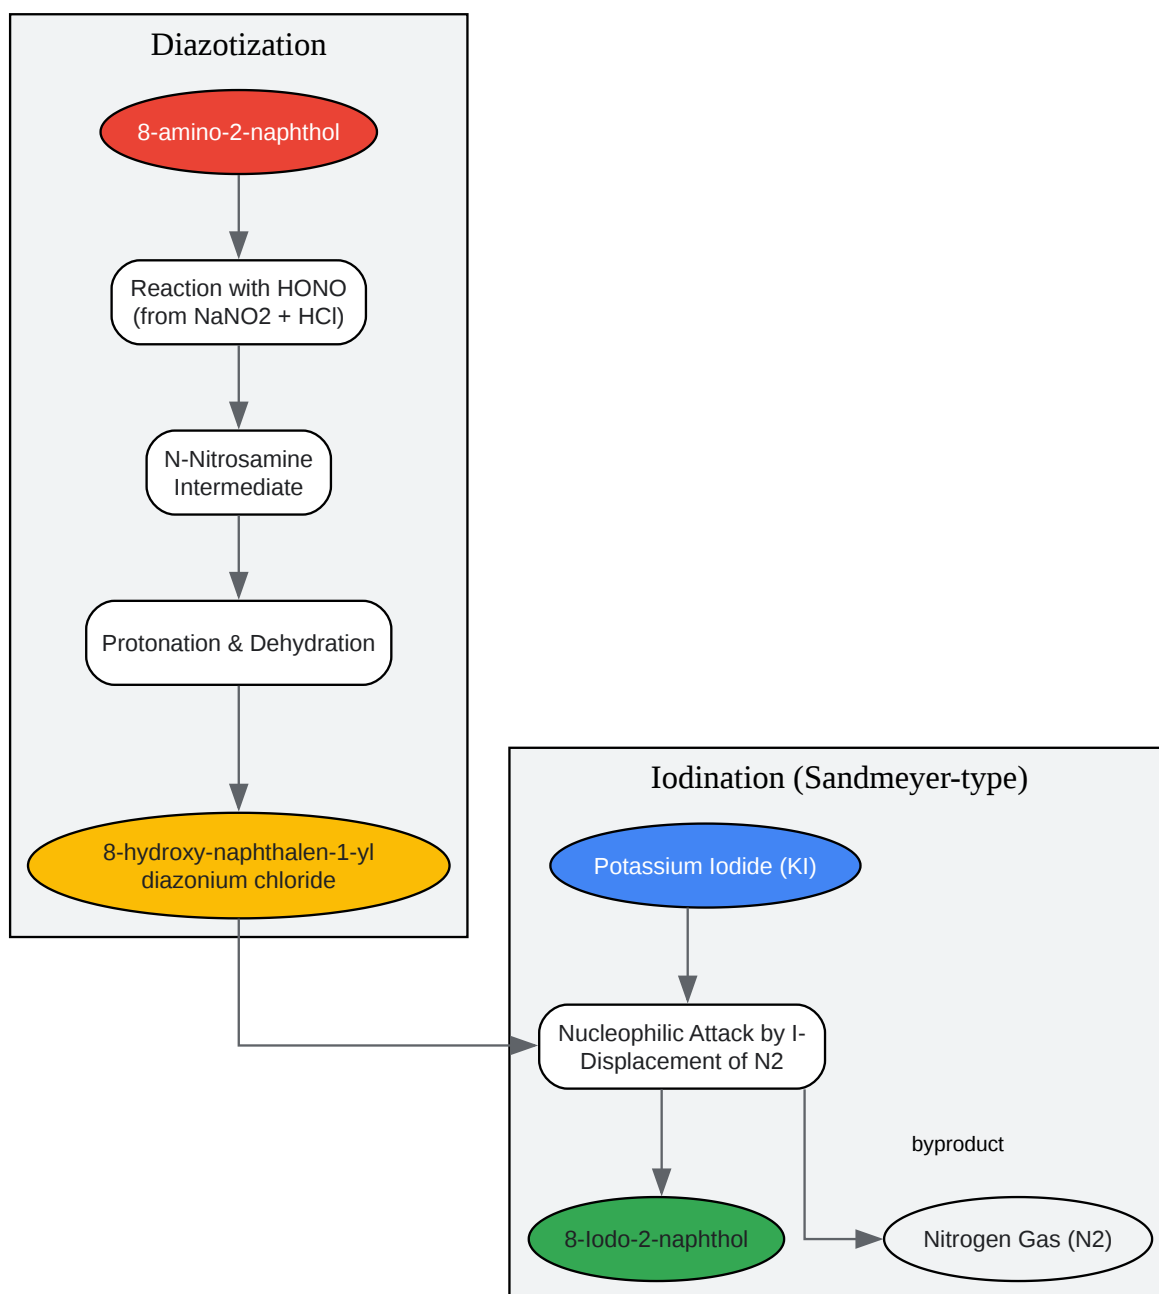 Diazotization
8-amino-2-naphthol
Reaction with HONO
(from NaNO2 + HCl)
N-Nitrosamine
Intermediate
Protonation & Dehydration
8-hydroxy-naphthalen-1-yl
diazonium chloride
Iodination (Sandmeyer-type)
Potassium Iodide (KI)
Nucleophilic Attack by I-
Displacement of N2
byproduct
8-Iodo-2-naphthol
Nitrogen Gas (N2)